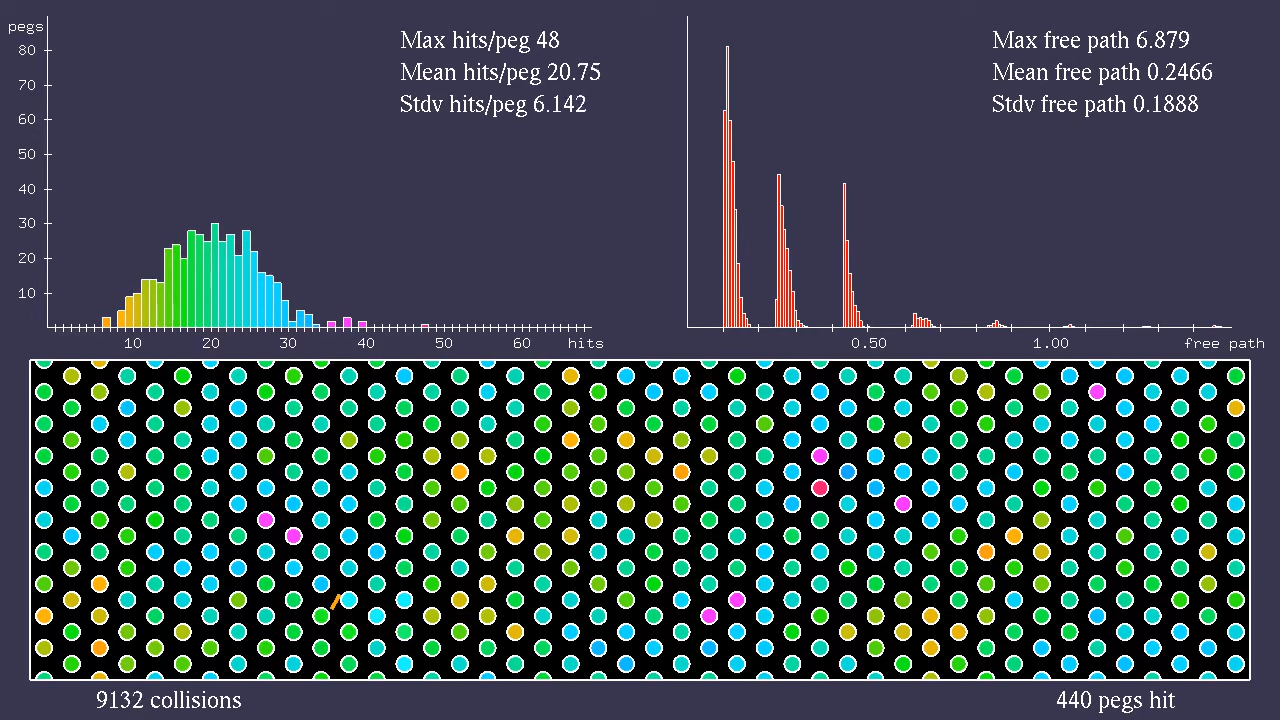 pegs
80
70
60
50
40
30
20
10
10 20 30 40 50 60 hits
Max hits/peg 48
Mean hits/peg 20.75
Stdv hits/peg 6.142
Max free path 6.879
Mean free path 0.2466
Stdv free path 0.1888
0.50 1.00 free path
9132 collisions
440 pegs hit